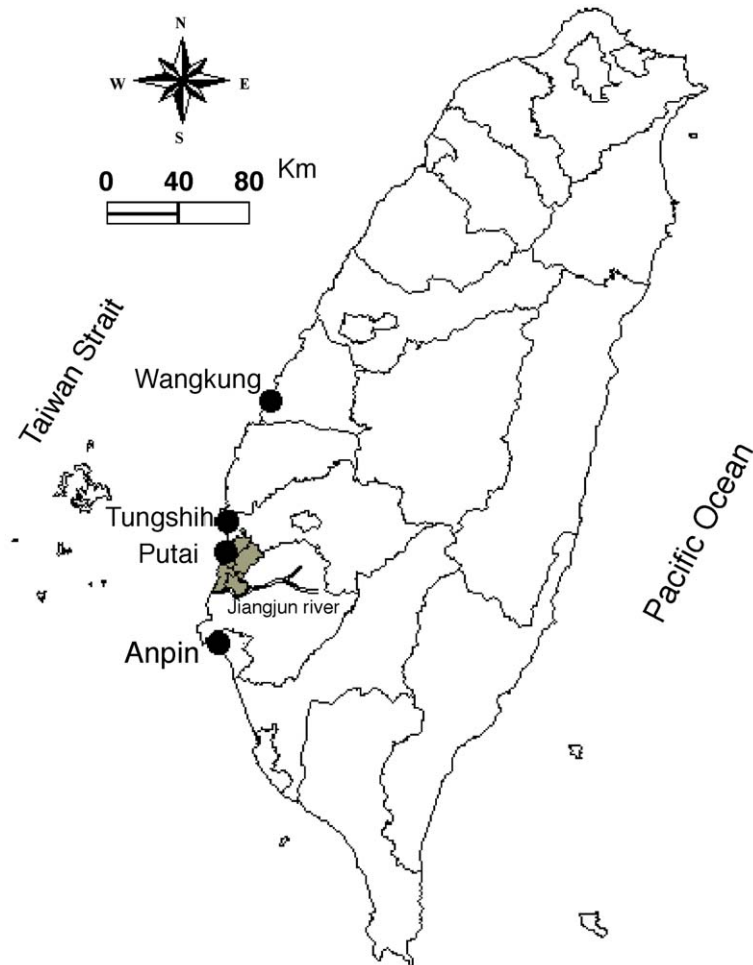 N
W E
S
Km
0 40 80
Taiwan Strait
Wangkung
Tungshih
Putai
Jiangjun river
Anpin
Pacific Ocean